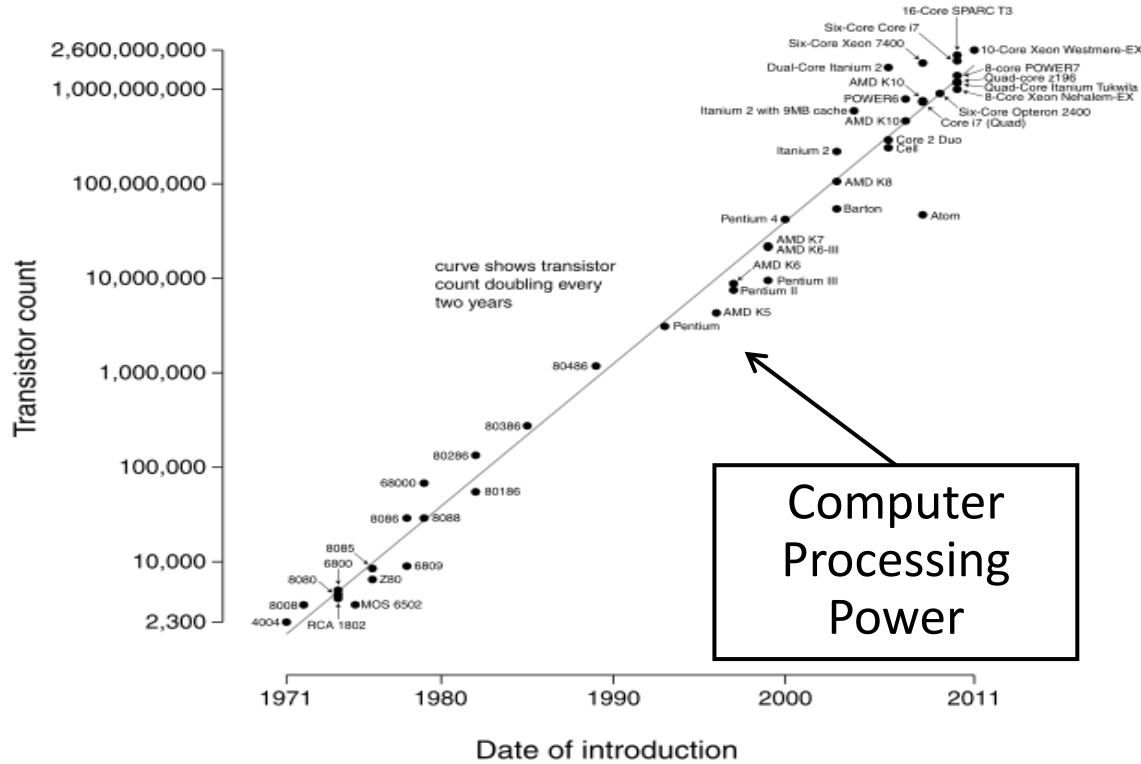 16-Core SPARC T3
Six-Core Core i7
Six-Core Xeon 7400
10-Core Xeon Westmere-EX
Dual-Core Itanium 2
8-core POWER7
Quad-core z196
AMD K10
Quad-Core Itanium Tukwila
POWER6
8-Core Xeon Nehalem-EX
Itanium 2 with 9MB cache
Six-Core Opteron 2400
AMD K10
Core i7 (Quad)
Core 2 Duo
Itanium 2
Cell
AMD K8
Barton
Atom
Pentium 4
AMD K7
AMD K6-III
AMD K6
Pentium III
Pentium II
AMD K5
Pentium
80486
80386
80286
68000
80186
8086
8088
8085
6800
6809
8080
Z80
8008
MOS 6502
4004
RCA 1802
curve shows transistor
count doubling every
two years
Computer
Processing
Power
Transistor count
2,600,000,000
1,000,000,000
100,000,000
10,000,000
1,000,000
100,000
10,000
2,300
1971
1980
1990
2000
2011
Date of introduction